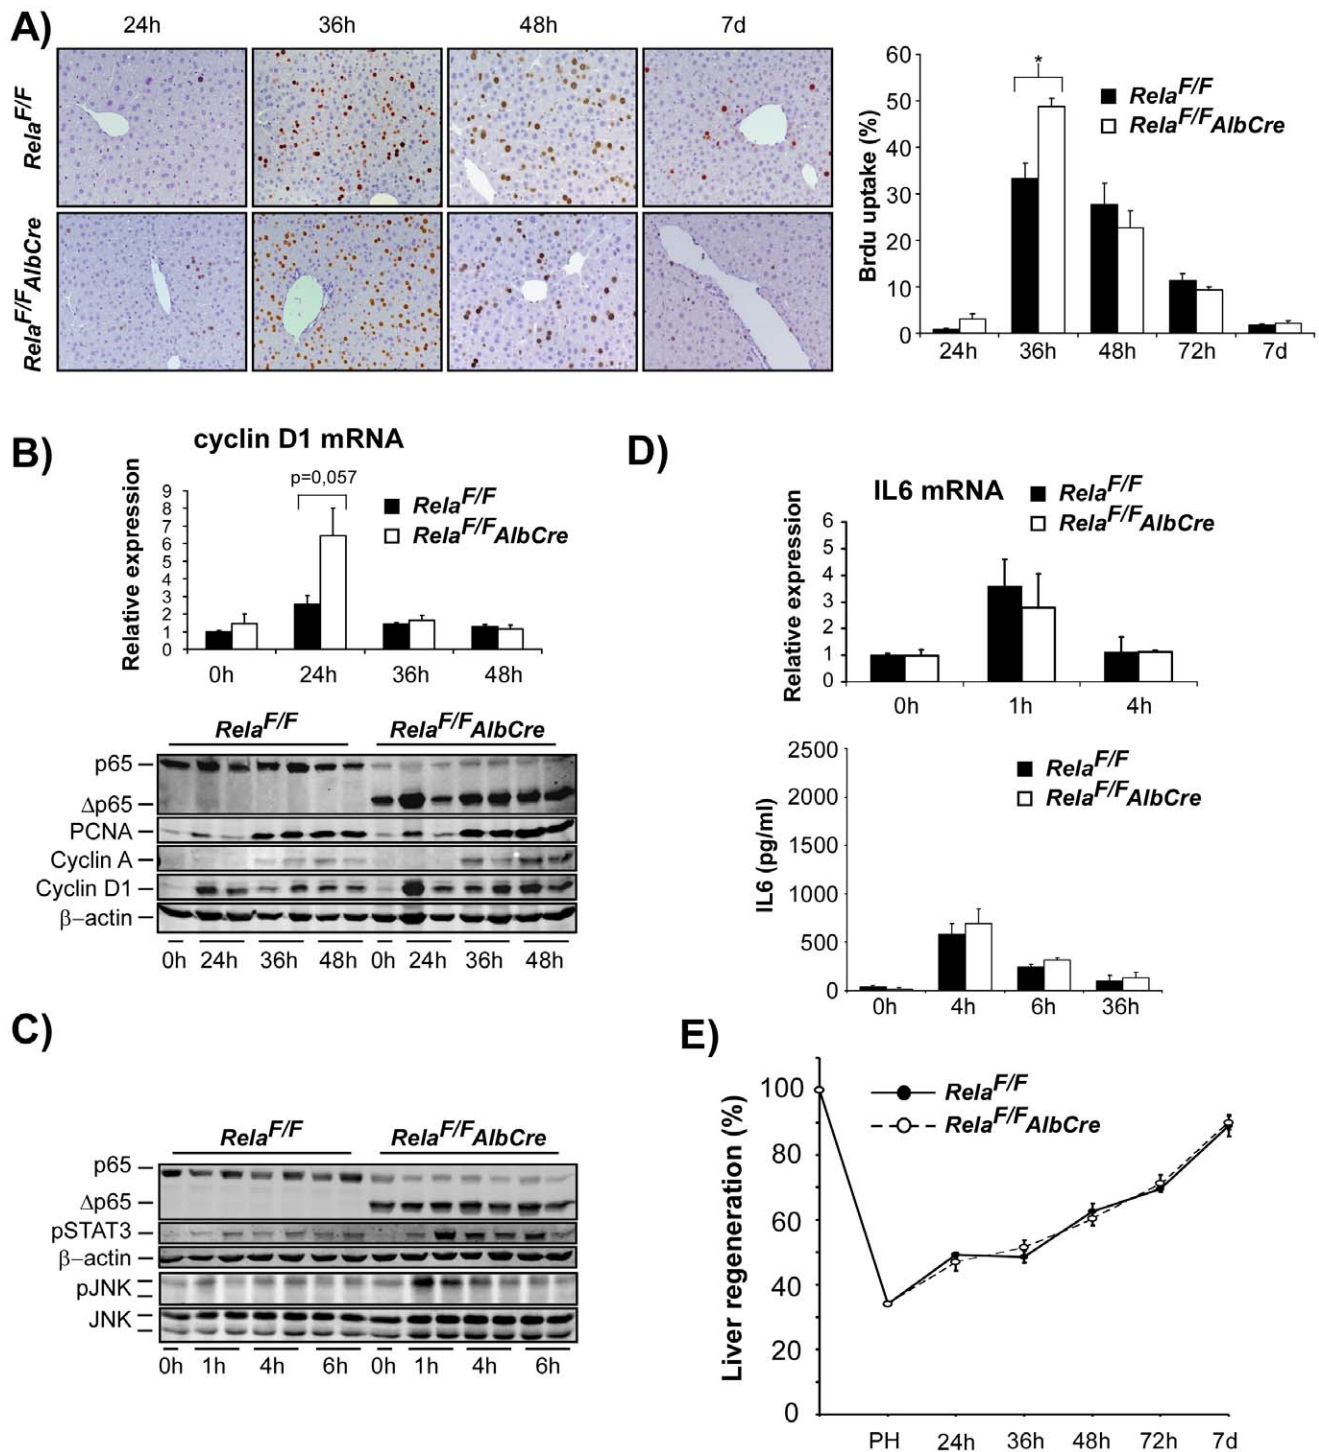 A)
24h 36h 48h 7d
Rela^F/F
Rela^F/F AlbCre
60
50
40
30
20
10
0
Brdu uptake (%)
*
Rela^F/F
Rela^F/F AlbCre
24h 36h 48h 72h 7d
B)
cyclin D1 mRNA
Relative expression
9
8
7
6
5
4
3
2
1
0
p=0,057
Rela^F/F
Rela^F/F AlbCre
0h 24h 36h 48h
Rela^F/F Rela^F/F AlbCre
p65
Δp65
PCNA
Cyclin A
Cyclin D1
β–actin
0h 24h 36h 48h 0h 24h 36h 48h
C)
Rela^F/F Rela^F/F AlbCre
p65
Δp65
pSTAT3
β–actin
pJNK
JNK
0h 1h 4h 6h 0h 1h 4h 6h
D)
IL6 mRNA
Rela^F/F
Rela^F/F AlbCre
Relative expression
6
5
4
3
2
1
0
0h 1h 4h
IL6 (pg/ml)
2500
2000
1500
1000
500
0
Rela^F/F
Rela^F/F AlbCre
0h 4h 6h 36h
E)
Liver regeneration (%)
100
80
60
40
20
0
Rela^F/F
Rela^F/F AlbCre
PH 24h 36h 48h 72h 7d